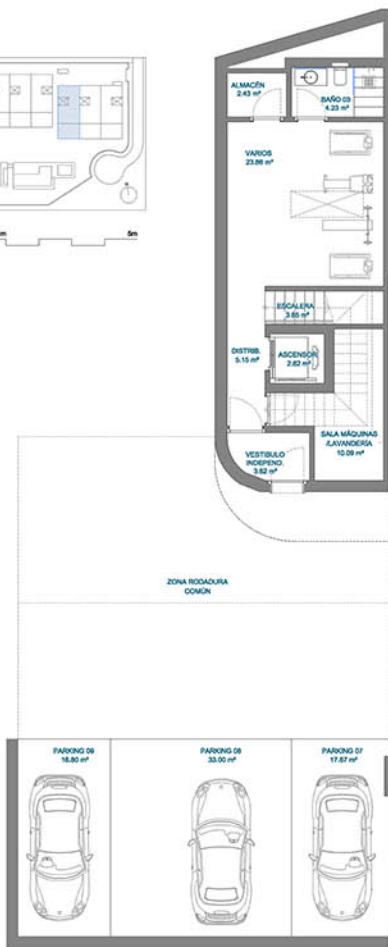 ALMACÉN
2.43 m²
BAÑO 03
4.23 m²
VARIOS
23.86 m²
5m
ESCALERA
3.65 m²
DISTRIB.
5.15 m²
ASCENSOR
2.62 m²
SALA MÁQUINAS
/LAVANDERÍA
10.09 m²
VESTIBULO
INDEPEND.
3.62 m²
ZONA RODADURA
COMÚN
PARKING 09
16.80 m²
PARKING 08
33.00 m²
PARKING 07
17.67 m²